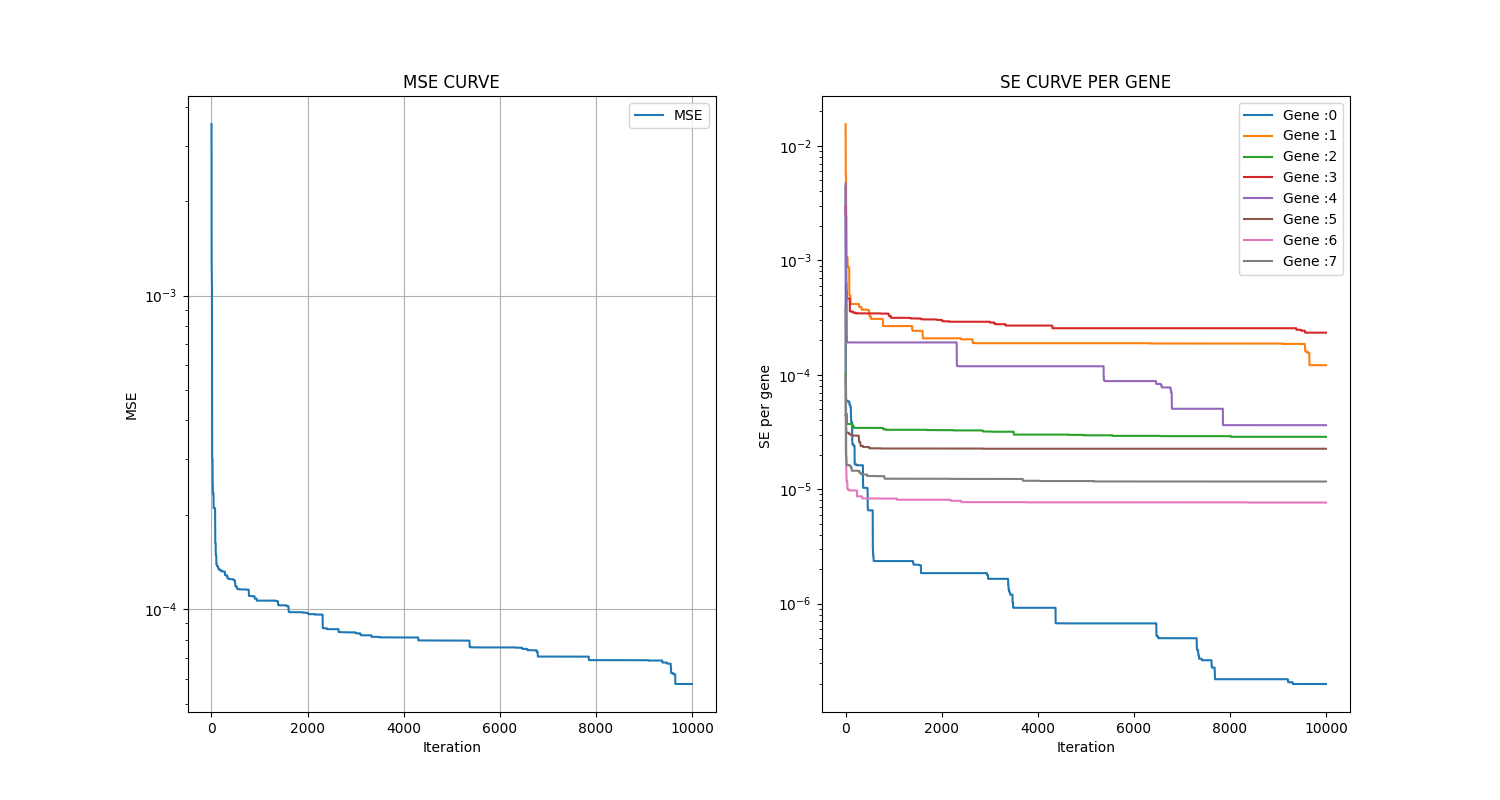 MSE CURVE
MSE
10−3
10−4
MSE
0 2000 4000 6000 8000 10000
Iteration
SE CURVE PER GENE
Gene :0
Gene :1
Gene :2
Gene :3
Gene :4
Gene :5
Gene :6
Gene :7
10−2
10−3
10−4
10−5
10−6
SE per gene
0 2000 4000 6000 8000 10000
Iteration